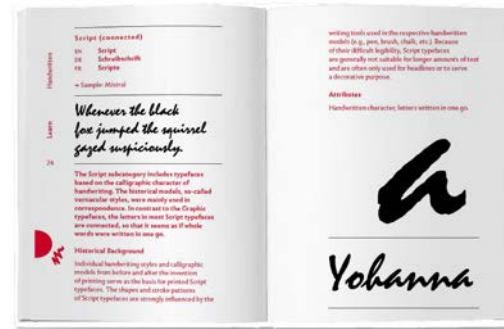 Script (connected)
EN Script
DE Schreibschrift
FR Scripte
→ Sample: Mistral
Handwritten
Learn
Whenever the black
fox jumped the squirrel
gazed suspiciously.
The Script subcategory includes typefaces
based on the calligraphic character of
handwriting. The historical models, so-called
vernacular styles, were mainly used in
correspondence. In contrast to the Graphic
typefaces, the letters in most Script typefaces
are connected, so that it seems as if whole
words were written in one go.
Historical Background
Individual handwriting styles and calligraphic
models from before and after the invention
of printing serve as the basis for printed Script
typefaces. The shapes and stroke patterns
of Script typefaces are strongly influenced by the
writing tools used in the respective handwritten
models (e.g., pen, brush, chalk, etc.) Because
of their difficult legibility, Script typefaces
are generally not suitable for longer amounts of text
and are often only used for headlines or to serve
a decorative purpose.
Attributes
Handwritten character, letters written in one go
a
Yohanna